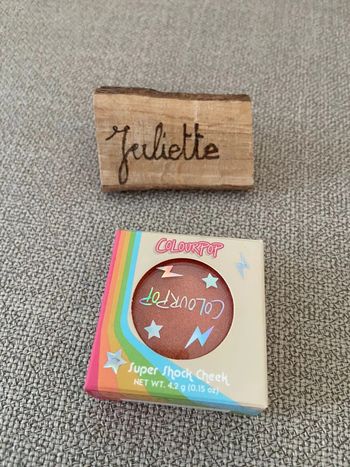 Juliette
COLOURPOP
COLOURPOP
Super Shock Cheek
NET WT. 4.2 g (0.15 oz)